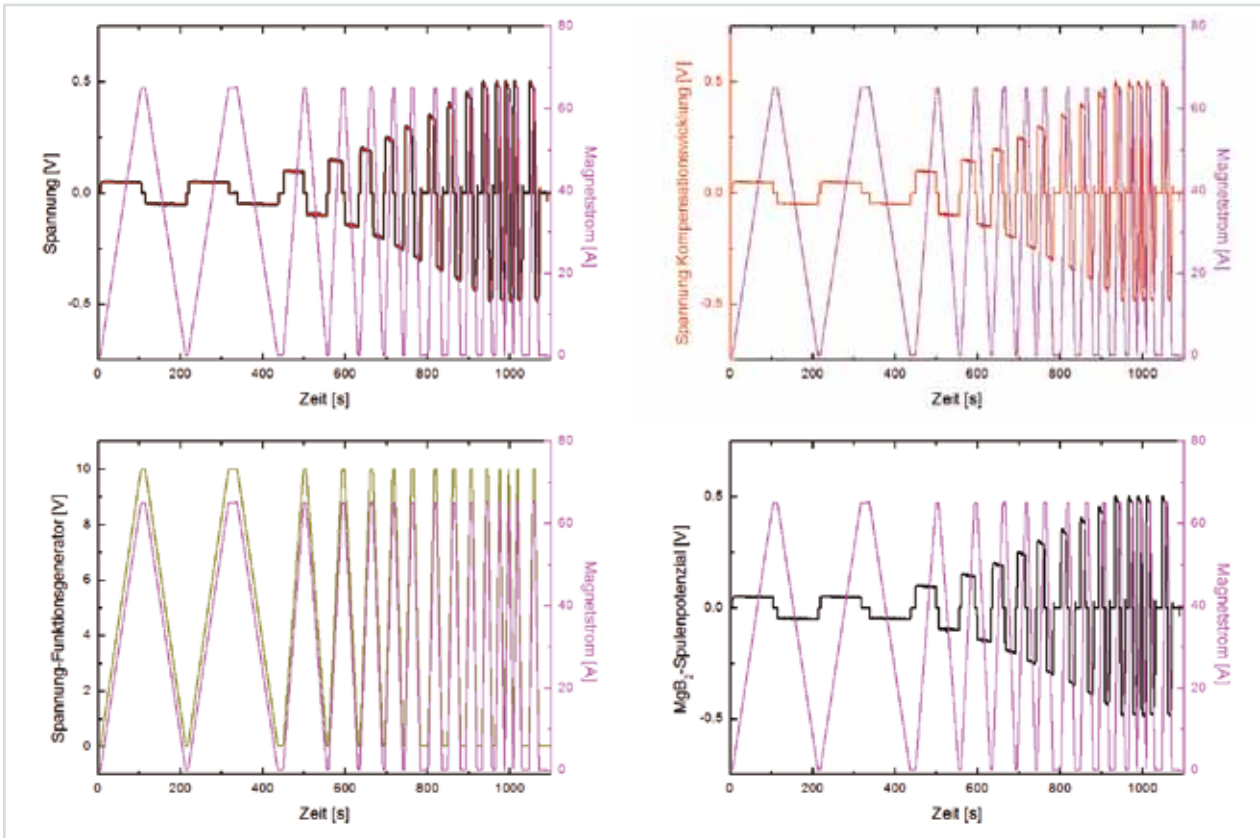 Spannung [V]
0.5
0.0
-0.5
80
60
40
20
0
Magnetstrom [A]
0 200 400 600 800 1000
Zeit [s]
Spannung Kompensationswicklung [V]
0.5
0.0
-0.5
80
60
40
20
0
Magnetstrom [A]
0 200 400 600 800 1000
Zeit [s]
Spannung-Funktionsgenerator [V]
10
8
6
4
2
0
80
60
40
20
0
Magnetstrom [A]
0 200 400 600 800 1000
Zeit [s]
MgB₂-Spulenpotenzial [V]
0.5
0.0
-0.5
80
60
40
20
0
Magnetstrom [A]
0 200 400 600 800 1000
Zeit [s]